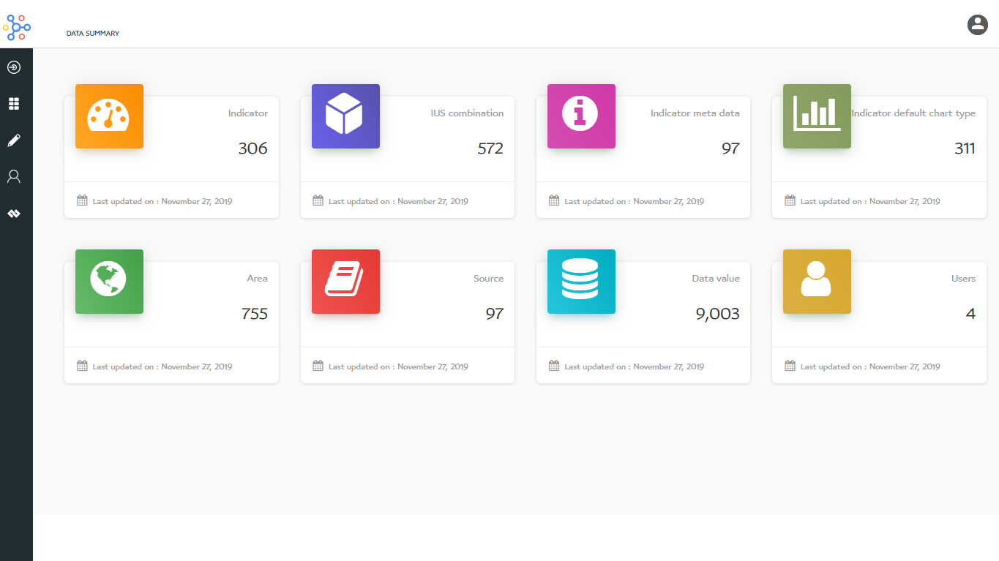 DATA SUMMARY
Indicator
306
Last updated on : November 27, 2019
IUS combination
572
Last updated on : November 27, 2019
Indicator meta data
97
Last updated on : November 27, 2019
Indicator default chart type
311
Last updated on : November 27, 2019
Area
755
Last updated on : November 27, 2019
Source
97
Last updated on : November 27, 2019
Data value
9,003
Last updated on : November 27, 2019
Users
4
Last updated on : November 27, 2019